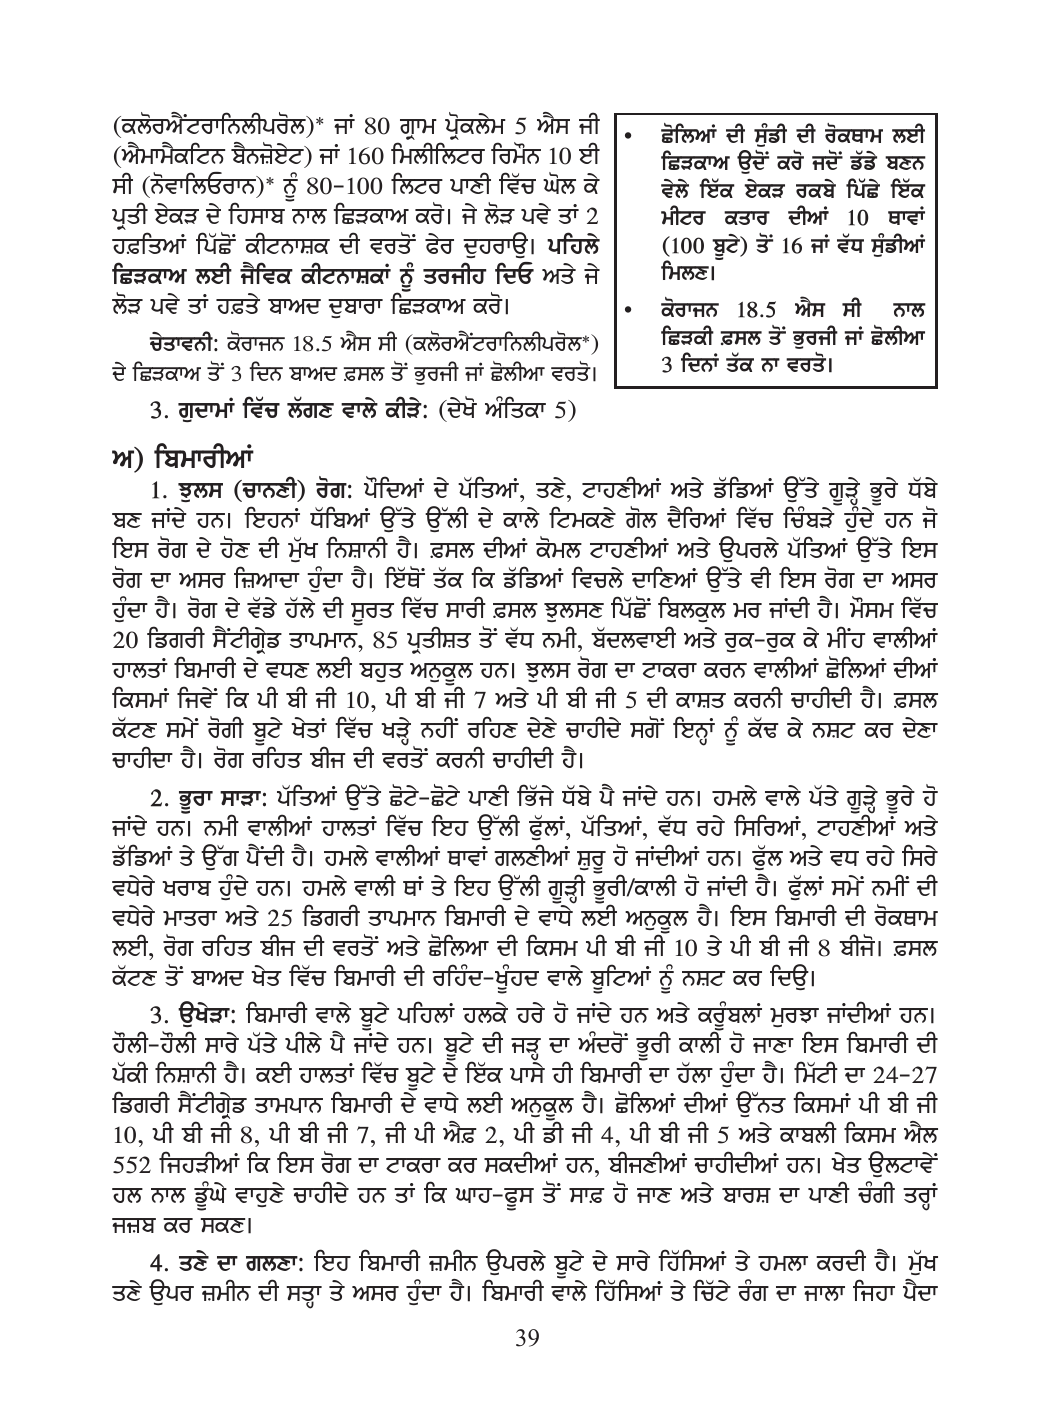 (ਕਲੋਰਐਂਟਰਾਨਿਲੀਪਰੋਲ)* ਜਾਂ 80 ਗ੍ਰਾਮ ਪ੍ਰੋਕਲੇਮ 5 ਐਸ ਜੀ
(ਐਮਾਮੈਕਟਿਨ ਬੈਨਜ਼ੋਏਟ) ਜਾਂ 160 ਮਿਲੀਲਿਟਰ ਰਿਮੌਨ 10 ਈ
ਸੀ (ਨੋਵਾਲਿਓਰਾਨ)* ਨੂੰ 80-100 ਲਿਟਰ ਪਾਣੀ ਵਿੱਚ ਘੋਲ ਕੇ
ਪ੍ਰਤੀ ਏਕੜ ਦੇ ਹਿਸਾਬ ਨਾਲ ਛਿੜਕਾਅ ਕਰੋ। ਜੇ ਲੋੜ ਪਵੇ ਤਾਂ 2
ਹਫ਼ਤਿਆਂ ਪਿੱਛੋਂ ਕੀਟਨਾਸ਼ਕ ਦੀ ਵਰਤੋਂ ਫੇਰ ਦੁਹਰਾਉ। ਪਹਿਲੇ
ਛਿੜਕਾਅ ਲਈ ਜੈਵਿਕ ਕੀਟਨਾਸ਼ਕਾਂ ਨੂੰ ਤਰਜੀਹ ਦਿਓ ਅਤੇ ਜੇ
ਲੋੜ ਪਵੇ ਤਾਂ ਹਫ਼ਤੇ ਬਾਅਦ ਦੁਬਾਰਾ ਛਿੜਕਾਅ ਕਰੋ।
ਚੇਤਾਵਨੀ: ਕੋਰਾਜਨ 18.5 ਐਸ ਸੀ (ਕਲੋਰਐਂਟਰਾਨਿਲੀਪਰੋਲ*)
ਦੇ ਛਿੜਕਾਅ ਤੋਂ 3 ਦਿਨ ਬਾਅਦ ਫ਼ਸਲ ਤੋਂ ਭੁਰਜੀ ਜਾਂ ਛੋਲੀਆ ਵਰਤੋ।
• ਛੋਲਿਆਂ ਦੀ ਸੁੰਡੀ ਦੀ ਰੋਕਥਾਮ ਲਈ
ਛਿੜਕਾਅ ਉਦੋਂ ਕਰੋ ਜਦੋਂ ਡੱਡੇ ਬਣਨ
ਵੇਲੇ ਇੱਕ ਏਕੜ ਰਕਬੇ ਪਿੱਛੇ ਇੱਕ
ਮੀਟਰ ਕਤਾਰ ਦੀਆਂ 10 ਥਾਵਾਂ
(100 ਬੂਟੇ) ਤੋਂ 16 ਜਾਂ ਵੱਧ ਸੁੰਡੀਆਂ
ਮਿਲਣ।
• ਕੋਰਾਜਨ 18.5 ਐਸ ਸੀ ਨਾਲ
ਛਿੜਕੀ ਫ਼ਸਲ ਤੋਂ ਭੁਰਜੀ ਜਾਂ ਛੋਲੀਆ
3 ਦਿਨਾਂ ਤੱਕ ਨਾ ਵਰਤੋ।
3. ਗੁਦਾਮਾਂ ਵਿੱਚ ਲੱਗਣ ਵਾਲੇ ਕੀੜੇ: (ਦੇਖੋ ਅੰਤਿਕਾ 5)
ਅ) ਬਿਮਾਰੀਆਂ
1. ਝੁਲਸ (ਚਾਨਣੀ) ਰੋਗ: ਪੌਦਿਆਂ ਦੇ ਪੱਤਿਆਂ, ਤਣੇ, ਟਾਹਣੀਆਂ ਅਤੇ ਡੱਡਿਆਂ ਉੱਤੇ ਗੂੜ੍ਹੇ ਭੂਰੇ ਧੱਬੇ
ਬਣ ਜਾਂਦੇ ਹਨ। ਇਹਨਾਂ ਧੱਬਿਆਂ ਉੱਤੇ ਉੱਲੀ ਦੇ ਕਾਲੇ ਟਿਮਕਣੇ ਗੋਲ ਦੈਰਿਆਂ ਵਿੱਚ ਚਿੰਬੜੇ ਹੁੰਦੇ ਹਨ ਜੋ
ਇਸ ਰੋਗ ਦੇ ਹੋਣ ਦੀ ਮੁੱਖ ਨਿਸ਼ਾਨੀ ਹੈ। ਫ਼ਸਲ ਦੀਆਂ ਕੋਮਲ ਟਾਹਣੀਆਂ ਅਤੇ ਉਪਰਲੇ ਪੱਤਿਆਂ ਉੱਤੇ ਇਸ
ਰੋਗ ਦਾ ਅਸਰ ਜ਼ਿਆਦਾ ਹੁੰਦਾ ਹੈ। ਇੱਥੋਂ ਤੱਕ ਕਿ ਡੱਡਿਆਂ ਵਿਚਲੇ ਦਾਣਿਆਂ ਉੱਤੇ ਵੀ ਇਸ ਰੋਗ ਦਾ ਅਸਰ
ਹੁੰਦਾ ਹੈ। ਰੋਗ ਦੇ ਵੱਡੇ ਹੱਲੇ ਦੀ ਸੂਰਤ ਵਿੱਚ ਸਾਰੀ ਫ਼ਸਲ ਝੁਲਸਣ ਪਿੱਛੋਂ ਬਿਲਕੁਲ ਮਰ ਜਾਂਦੀ ਹੈ। ਮੌਸਮ ਵਿੱਚ
20 ਡਿਗਰੀ ਸੈਂਟੀਗ੍ਰੇਡ ਤਾਪਮਾਨ, 85 ਪ੍ਰਤੀਸ਼ਤ ਤੋਂ ਵੱਧ ਨਮੀ, ਬੱਦਲਵਾਈ ਅਤੇ ਰੁਕ-ਰੁਕ ਕੇ ਮੀਂਹ ਵਾਲੀਆਂ
ਹਾਲਤਾਂ ਬਿਮਾਰੀ ਦੇ ਵਧਣ ਲਈ ਬਹੁਤ ਅਨੁਕੂਲ ਹਨ। ਝੁਲਸ ਰੋਗ ਦਾ ਟਾਕਰਾ ਕਰਨ ਵਾਲੀਆਂ ਛੋਲਿਆਂ ਦੀਆਂ
ਕਿਸਮਾਂ ਜਿਵੇਂ ਕਿ ਪੀ ਬੀ ਜੀ 10, ਪੀ ਬੀ ਜੀ 7 ਅਤੇ ਪੀ ਬੀ ਜੀ 5 ਦੀ ਕਾਸ਼ਤ ਕਰਨੀ ਚਾਹੀਦੀ ਹੈ। ਫ਼ਸਲ
ਕੱਟਣ ਸਮੇਂ ਰੋਗੀ ਬੂਟੇ ਖੇਤਾਂ ਵਿੱਚ ਖੜ੍ਹੇ ਨਹੀਂ ਰਹਿਣ ਦੇਣੇ ਚਾਹੀਦੇ ਸਗੋਂ ਇਨ੍ਹਾਂ ਨੂੰ ਕੱਢ ਕੇ ਨਸ਼ਟ ਕਰ ਦੇਣਾ
ਚਾਹੀਦਾ ਹੈ। ਰੋਗ ਰਹਿਤ ਬੀਜ ਦੀ ਵਰਤੋਂ ਕਰਨੀ ਚਾਹੀਦੀ ਹੈ।
2. ਭੂਰਾ ਸਾੜਾ: ਪੱਤਿਆਂ ਉੱਤੇ ਛੋਟੇ-ਛੋਟੇ ਪਾਣੀ ਭਿੱਜੇ ਧੱਬੇ ਪੈ ਜਾਂਦੇ ਹਨ। ਹਮਲੇ ਵਾਲੇ ਪੱਤੇ ਗੂੜ੍ਹੇ ਭੂਰੇ ਹੋ
ਜਾਂਦੇ ਹਨ। ਨਮੀ ਵਾਲੀਆਂ ਹਾਲਤਾਂ ਵਿੱਚ ਇਹ ਉੱਲੀ ਫੁੱਲਾਂ, ਪੱਤਿਆਂ, ਵੱਧ ਰਹੇ ਸਿਰਿਆਂ, ਟਾਹਣੀਆਂ ਅਤੇ
ਡੱਡਿਆਂ ਤੇ ਉੱਗ ਪੈਂਦੀ ਹੈ। ਹਮਲੇ ਵਾਲੀਆਂ ਥਾਵਾਂ ਗਲਣੀਆਂ ਸ਼ੁਰੂ ਹੋ ਜਾਂਦੀਆਂ ਹਨ। ਫੁੱਲ ਅਤੇ ਵਧ ਰਹੇ ਸਿਰੇ
ਵਧੇਰੇ ਖਰਾਬ ਹੁੰਦੇ ਹਨ। ਹਮਲੇ ਵਾਲੀ ਥਾਂ ਤੇ ਇਹ ਉੱਲੀ ਗੂੜ੍ਹੀ ਭੂਰੀ/ਕਾਲੀ ਹੋ ਜਾਂਦੀ ਹੈ। ਫੁੱਲਾਂ ਸਮੇਂ ਨਮੀਂ ਦੀ
ਵਧੇਰੇ ਮਾਤਰਾ ਅਤੇ 25 ਡਿਗਰੀ ਤਾਪਮਾਨ ਬਿਮਾਰੀ ਦੇ ਵਾਧੇ ਲਈ ਅਨੁਕੂਲ ਹੈ। ਇਸ ਬਿਮਾਰੀ ਦੀ ਰੋਕਥਾਮ
ਲਈ, ਰੋਗ ਰਹਿਤ ਬੀਜ ਦੀ ਵਰਤੋਂ ਅਤੇ ਛੋਲਿਆ ਦੀ ਕਿਸਮ ਪੀ ਬੀ ਜੀ 10 ਤੇ ਪੀ ਬੀ ਜੀ 8 ਬੀਜੋ। ਫ਼ਸਲ
ਕੱਟਣ ਤੋਂ ਬਾਅਦ ਖੇਤ ਵਿੱਚ ਬਿਮਾਰੀ ਦੀ ਰਹਿੰਦ-ਖੂੰਹਦ ਵਾਲੇ ਬੂਟਿਆਂ ਨੂੰ ਨਸ਼ਟ ਕਰ ਦਿਉ।
3. ਉਖੇੜਾ: ਬਿਮਾਰੀ ਵਾਲੇ ਬੂਟੇ ਪਹਿਲਾਂ ਹਲਕੇ ਹਰੇ ਹੋ ਜਾਂਦੇ ਹਨ ਅਤੇ ਕਰੂੰਬਲਾਂ ਮੁਰਝਾ ਜਾਂਦੀਆਂ ਹਨ।
ਹੌਲੀ-ਹੌਲੀ ਸਾਰੇ ਪੱਤੇ ਪੀਲੇ ਪੈ ਜਾਂਦੇ ਹਨ। ਬੂਟੇ ਦੀ ਜੜ੍ਹ ਦਾ ਅੰਦਰੋਂ ਭੂਰੀ ਕਾਲੀ ਹੋ ਜਾਣਾ ਇਸ ਬਿਮਾਰੀ ਦੀ
ਪੱਕੀ ਨਿਸ਼ਾਨੀ ਹੈ। ਕਈ ਹਾਲਤਾਂ ਵਿੱਚ ਬੂਟੇ ਦੇ ਇੱਕ ਪਾਸੇ ਹੀ ਬਿਮਾਰੀ ਦਾ ਹੱਲਾ ਹੁੰਦਾ ਹੈ। ਮਿੱਟੀ ਦਾ 24-27
ਡਿਗਰੀ ਸੈਂਟੀਗ੍ਰੇਡ ਤਾਮਪਾਨ ਬਿਮਾਰੀ ਦੇ ਵਾਧੇ ਲਈ ਅਨੁਕੂਲ ਹੈ। ਛੋਲਿਆਂ ਦੀਆਂ ਉੱਨਤ ਕਿਸਮਾਂ ਪੀ ਬੀ ਜੀ
10, ਪੀ ਬੀ ਜੀ 8, ਪੀ ਬੀ ਜੀ 7, ਜੀ ਪੀ ਐਫ਼ 2, ਪੀ ਡੀ ਜੀ 4, ਪੀ ਬੀ ਜੀ 5 ਅਤੇ ਕਾਬਲੀ ਕਿਸਮ ਐਲ
552 ਜਿਹੜੀਆਂ ਕਿ ਇਸ ਰੋਗ ਦਾ ਟਾਕਰਾ ਕਰ ਸਕਦੀਆਂ ਹਨ, ਬੀਜਣੀਆਂ ਚਾਹੀਦੀਆਂ ਹਨ। ਖੇਤ ਉਲਟਾਵੇਂ
ਹਲ ਨਾਲ ਡੂੰਘੇ ਵਾਹੁਣੇ ਚਾਹੀਦੇ ਹਨ ਤਾਂ ਕਿ ਘਾਹ-ਫੂਸ ਤੋਂ ਸਾਫ਼ ਹੋ ਜਾਣ ਅਤੇ ਬਾਰਸ਼ ਦਾ ਪਾਣੀ ਚੰਗੀ ਤਰ੍ਹਾਂ
ਜਜ਼ਬ ਕਰ ਸਕਣ।
4. ਤਣੇ ਦਾ ਗਲਣਾ: ਇਹ ਬਿਮਾਰੀ ਜ਼ਮੀਨ ਉਪਰਲੇ ਬੂਟੇ ਦੇ ਸਾਰੇ ਹਿੱਸਿਆਂ ਤੇ ਹਮਲਾ ਕਰਦੀ ਹੈ। ਮੁੱਖ
ਤਣੇ ਉਪਰ ਜ਼ਮੀਨ ਦੀ ਸਤ੍ਹਾ ਤੇ ਅਸਰ ਹੁੰਦਾ ਹੈ। ਬਿਮਾਰੀ ਵਾਲੇ ਹਿੱਸਿਆਂ ਤੇ ਚਿੱਟੇ ਰੰਗ ਦਾ ਜਾਲਾ ਜਿਹਾ ਪੈਦਾ
39